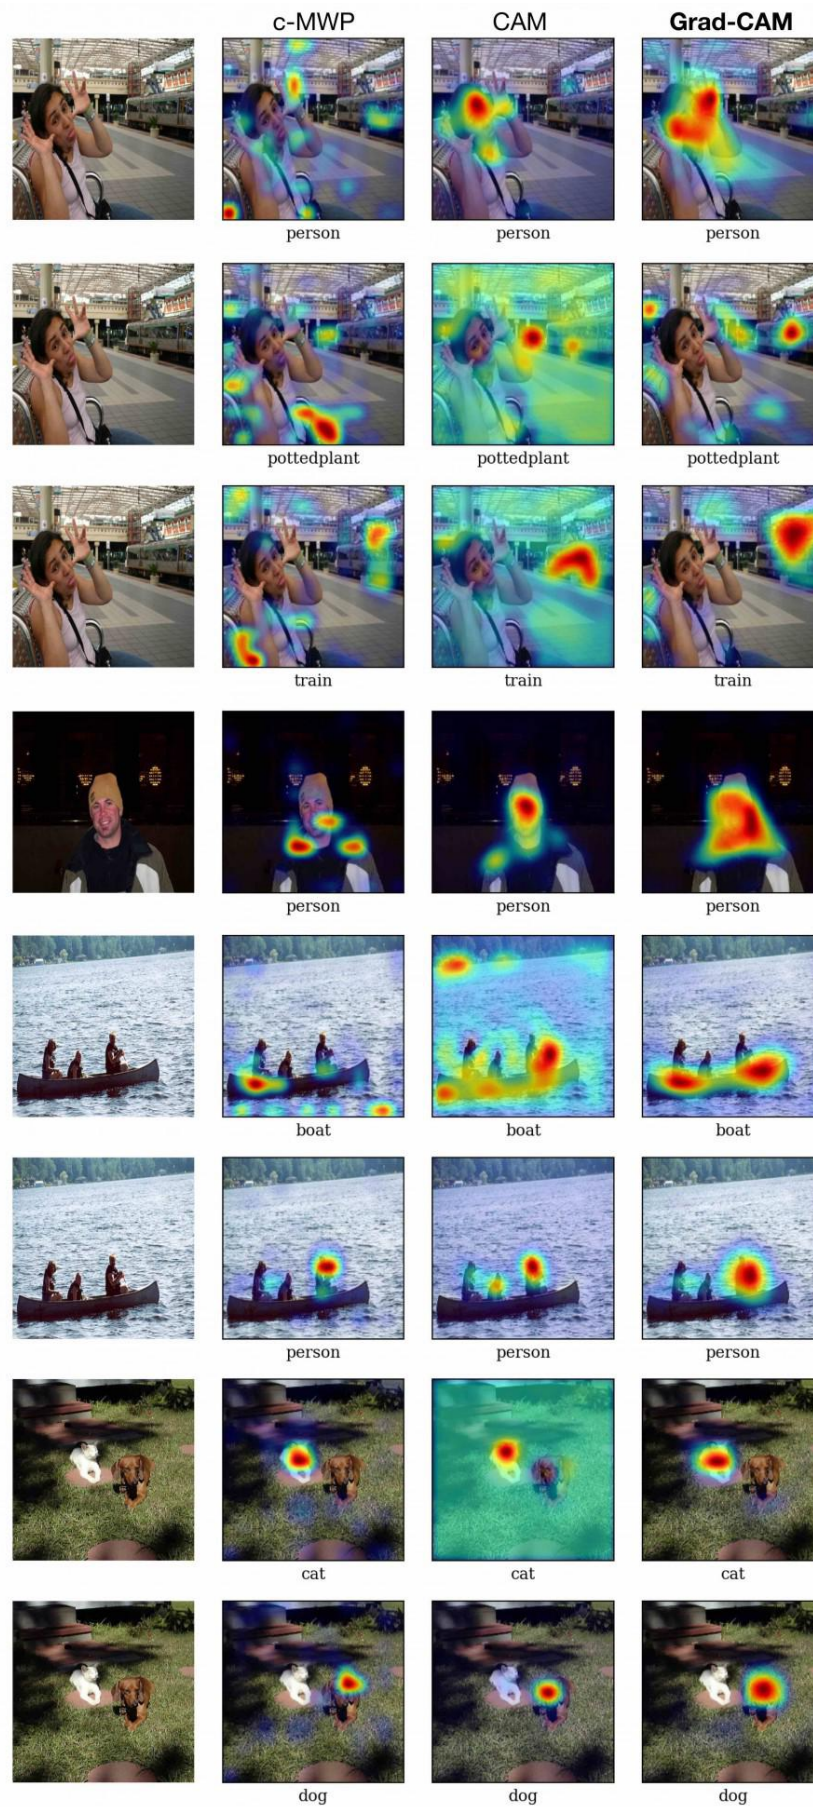 c-MWP CAM Grad-CAM
person person person
pottedplant pottedplant pottedplant
train train train
person person person
boat boat boat
person person person
cat cat cat
dog dog dog